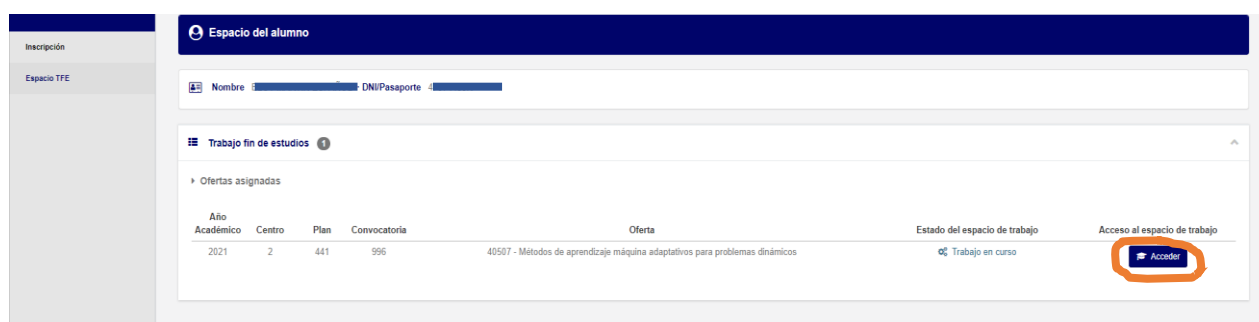 Espacio del alumno
Inscripción
Espacio TFE
Nombre DNI/Pasaporte 4
Trabajo fin de estudios 1
Ofertas asignadas
Año Académico Centro Plan Convocatoria Oferta Estado del espacio de trabajo Acceso al espacio de trabajo
2021 2 441 996 40507 - Métodos de aprendizaje máquina adaptativos para problemas dinámicos Trabajo en curso Acceder